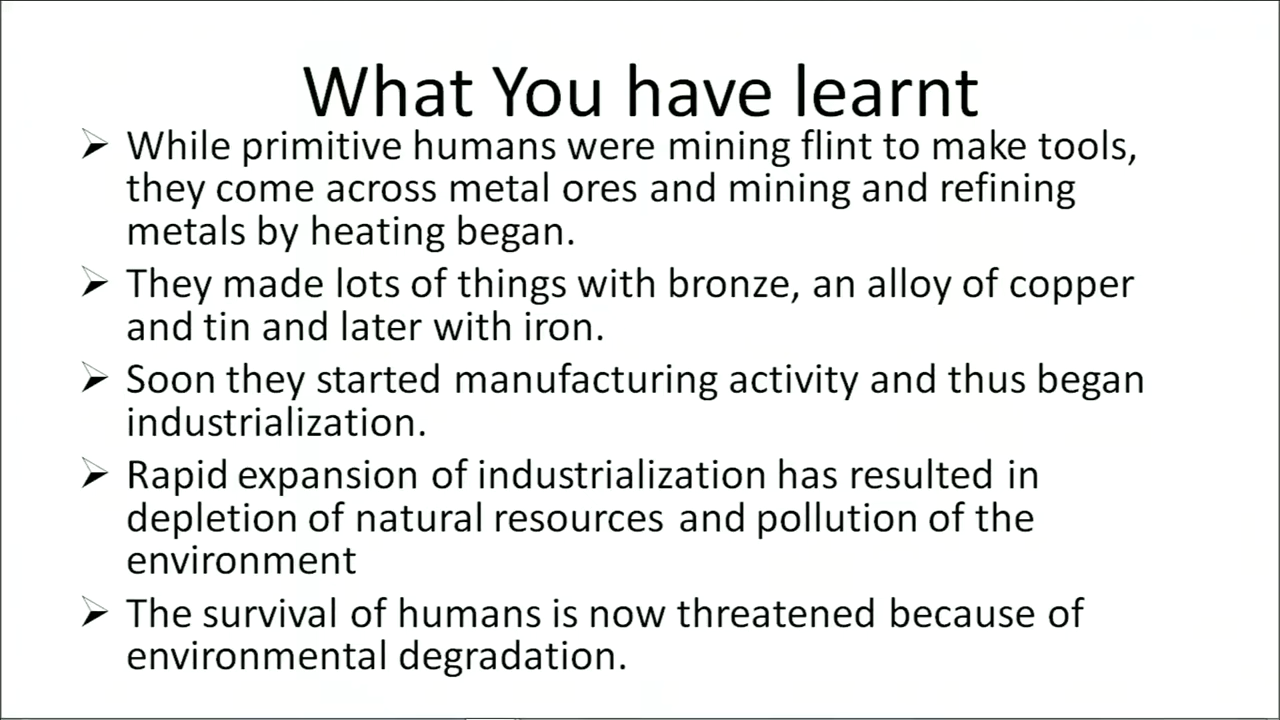 What You have learnt
➢ While primitive humans were mining flint to make tools,
they come across metal ores and mining and refining
metals by heating began.
➢ They made lots of things with bronze, an alloy of copper
and tin and later with iron.
➢ Soon they started manufacturing activity and thus began
industrialization.
➢ Rapid expansion of industrialization has resulted in
depletion of natural resources and pollution of the
environment
➢ The survival of humans is now threatened because of
environmental degradation.